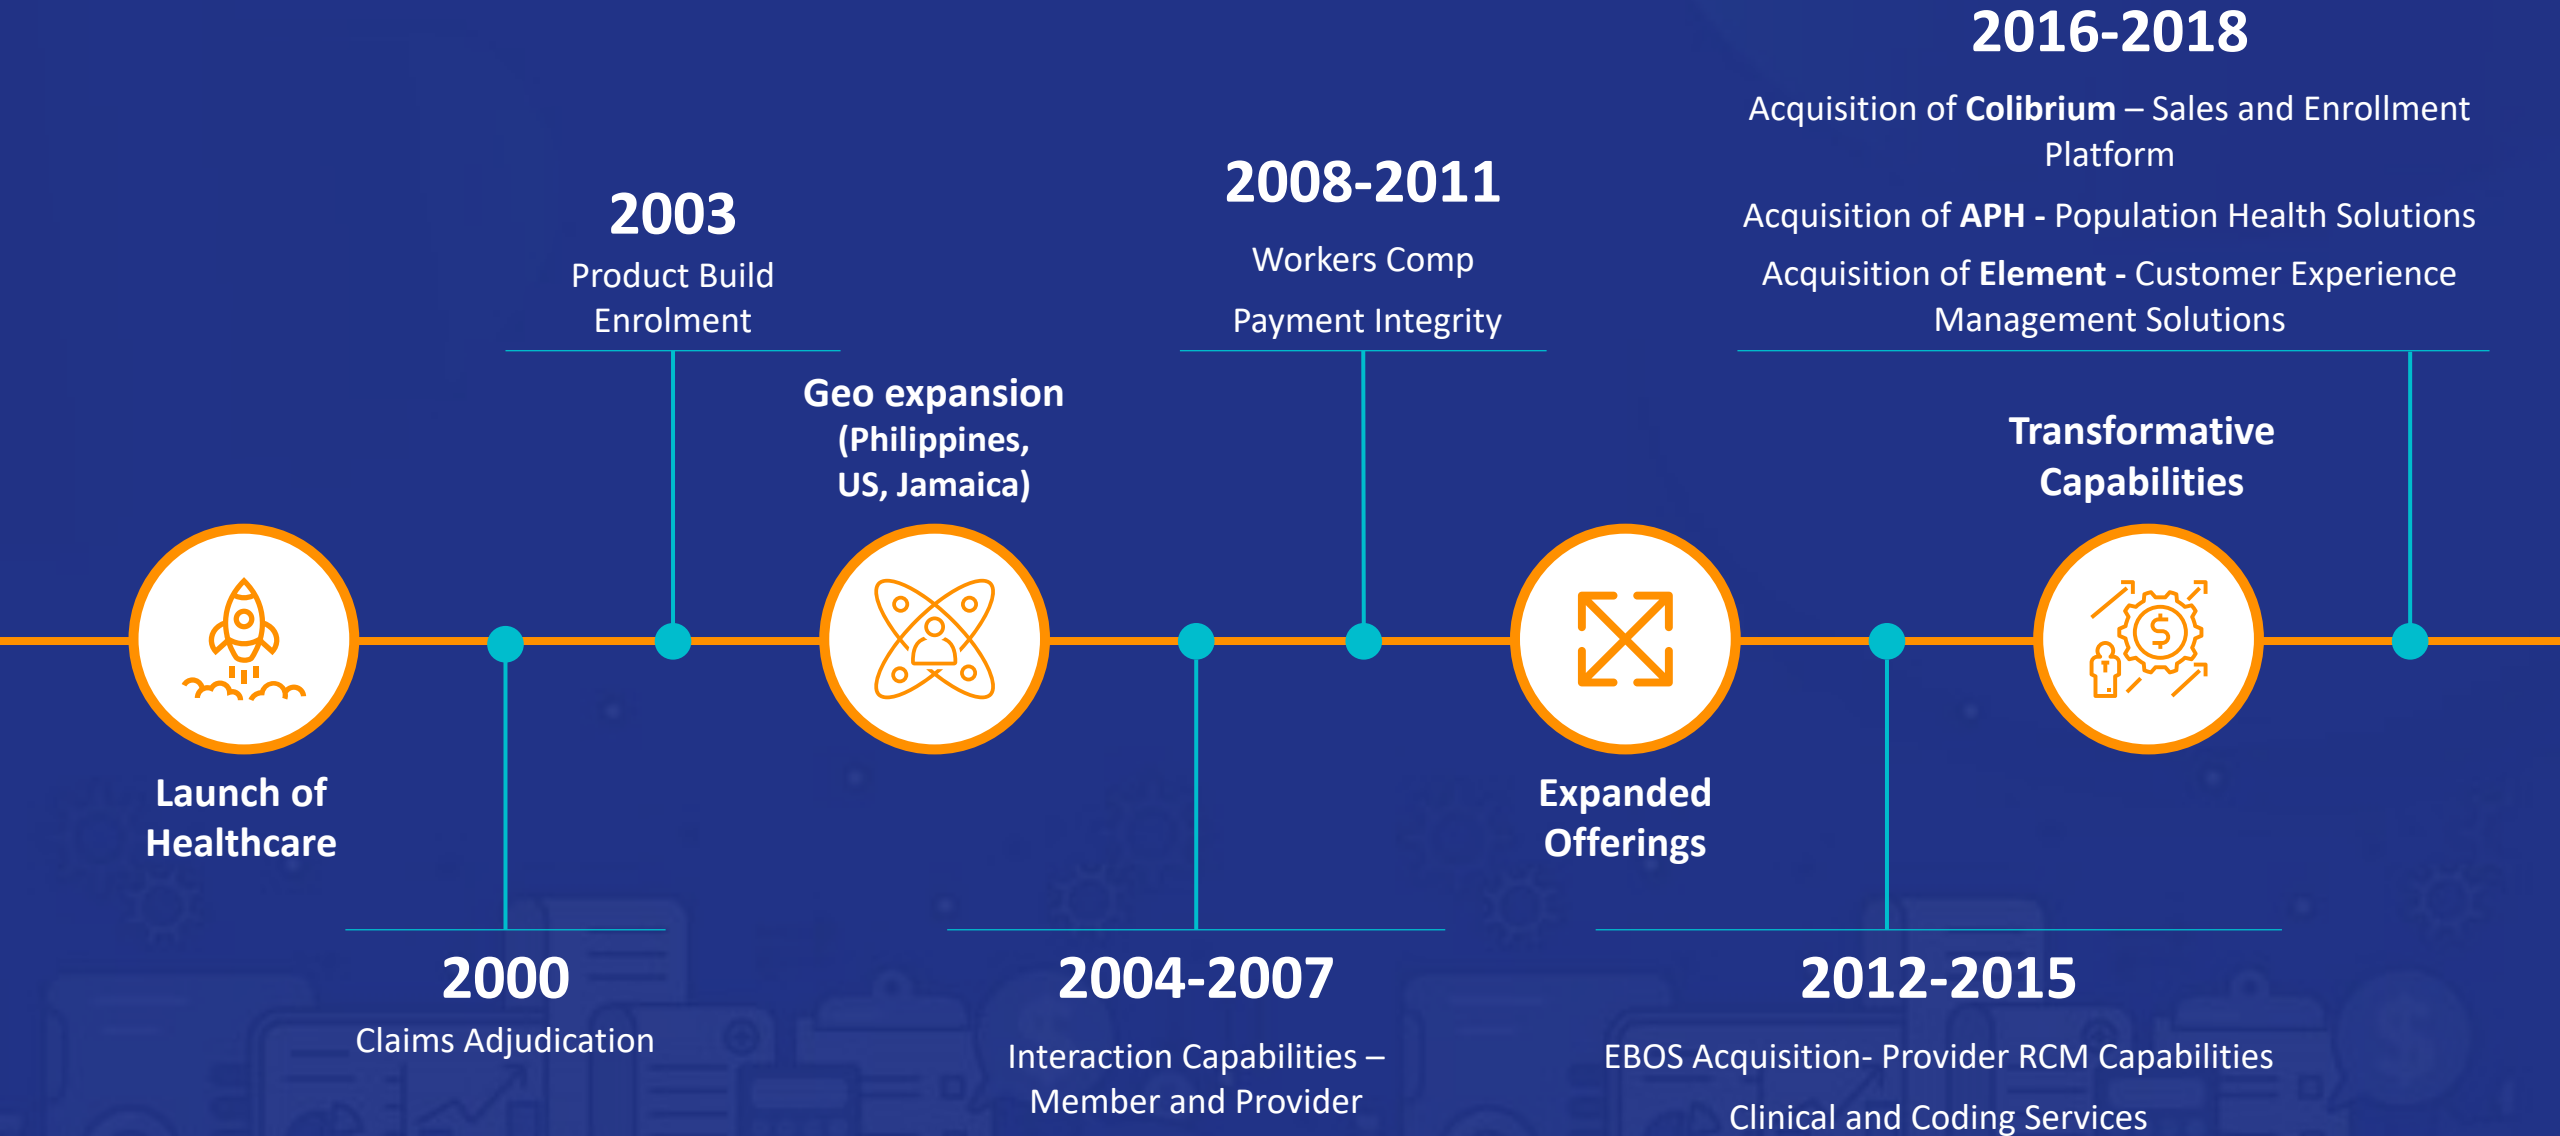 Launch of
Healthcare
2000
Claims Adjudication
2003
Product Build
Enrolment
Geo expansion
(Philippines,
US, Jamaica)
2004-2007
Interaction Capabilities –
Member and Provider
2008-2011
Workers Comp
Payment Integrity
Expanded
Offerings
2012-2015
EBOS Acquisition- Provider RCM Capabilities
Clinical and Coding Services
Transformative
Capabilities
2016-2018
Acquisition of Colibrium – Sales and Enrollment
Platform
Acquisition of APH - Population Health Solutions
Acquisition of Element - Customer Experience
Management Solutions